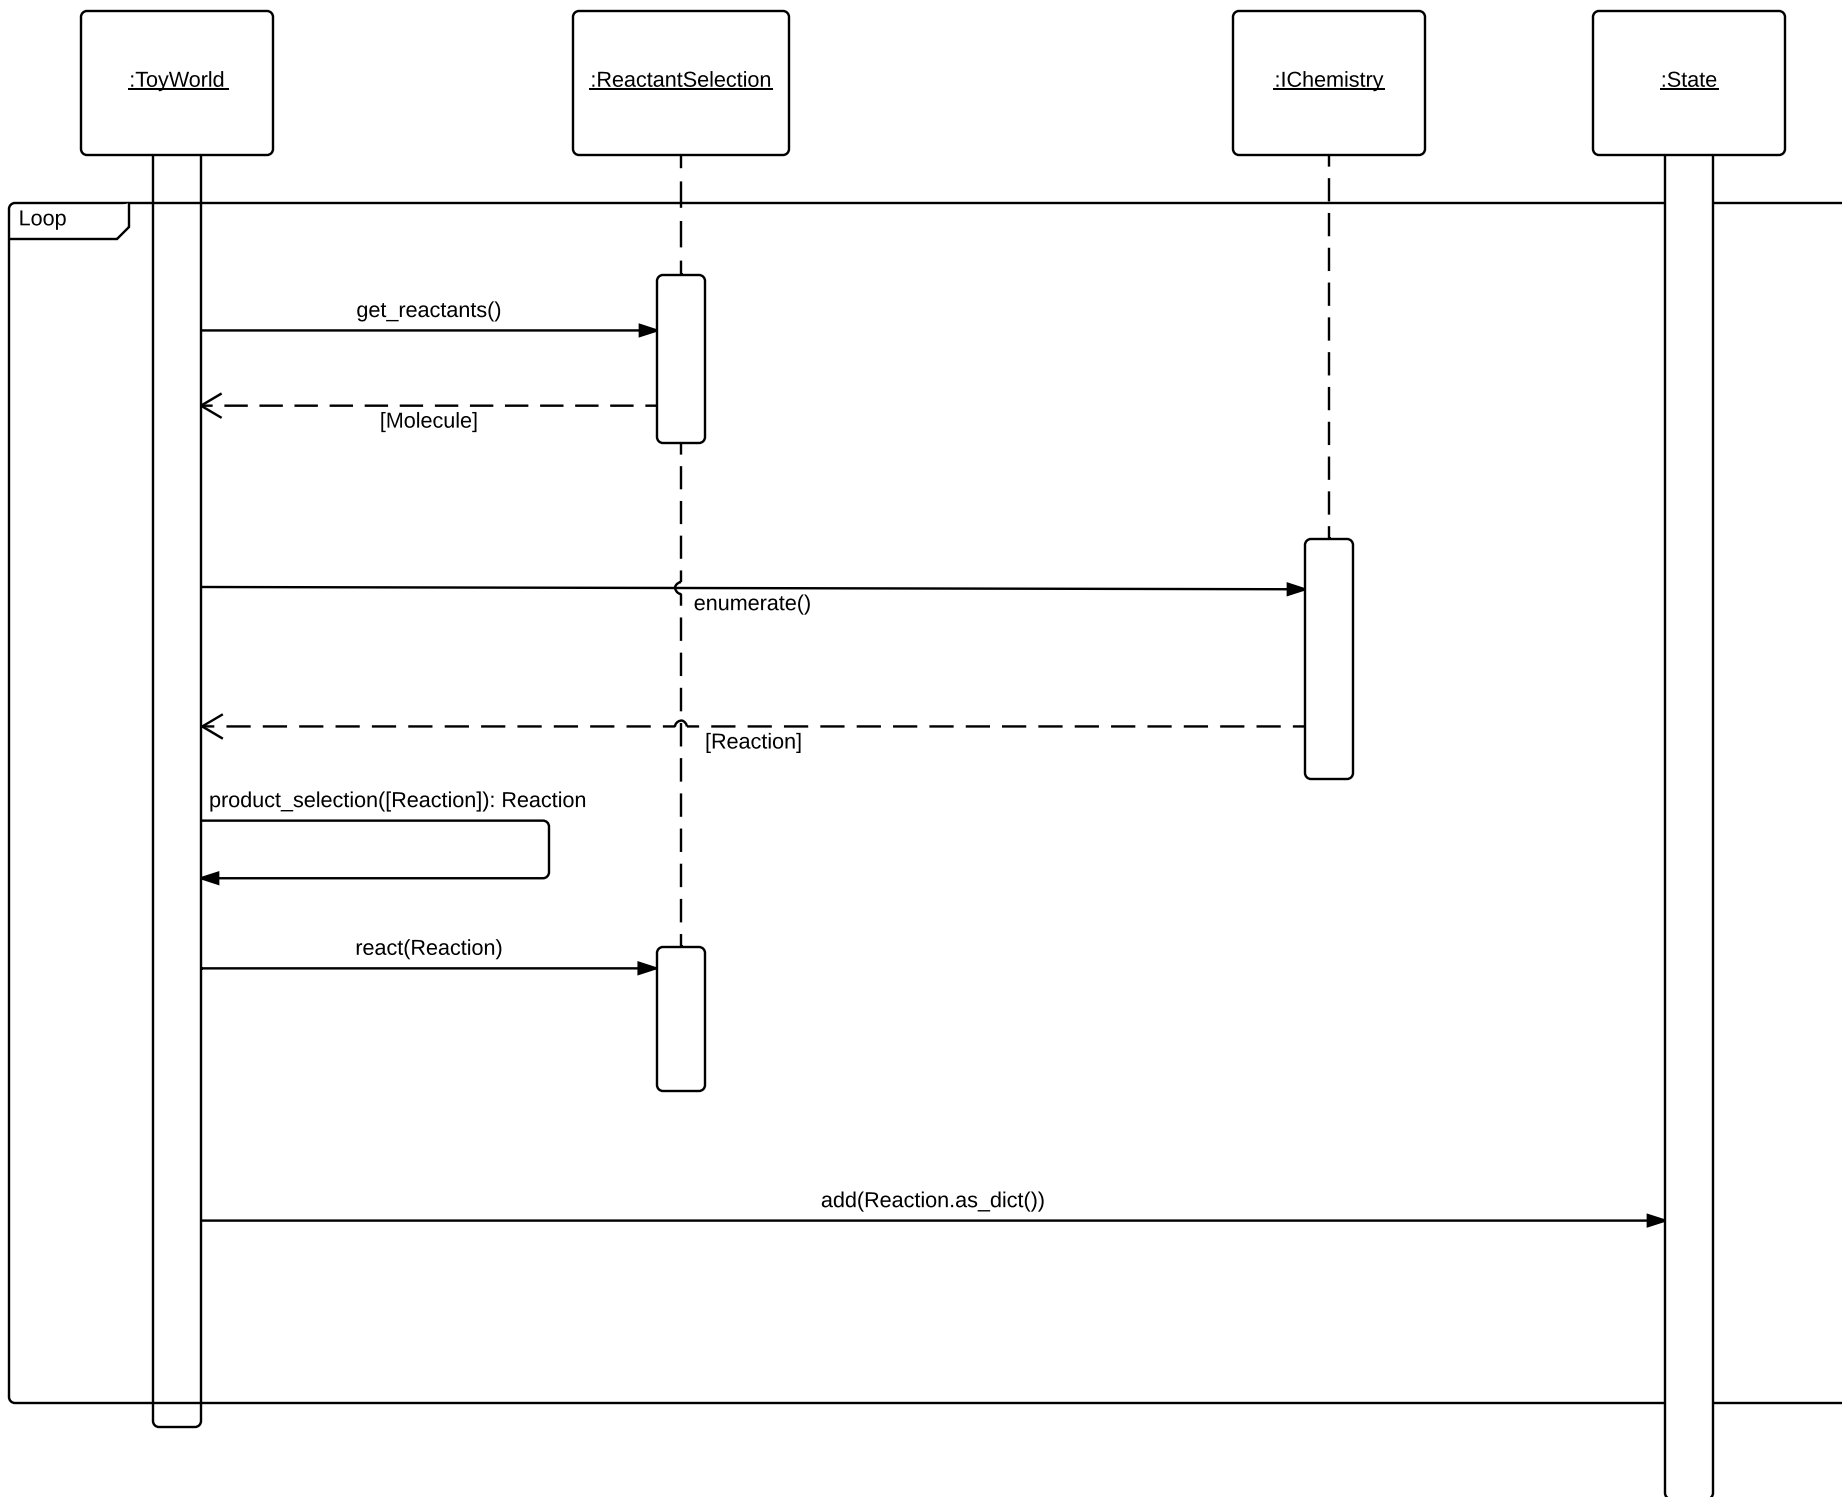 :ToyWorld
:ReactantSelection
:IChemistry
:State
Loop
get_reactants()
[Molecule]
enumerate()
[Reaction]
product_selection([Reaction]): Reaction
react(Reaction)
add(Reaction.as_dict())